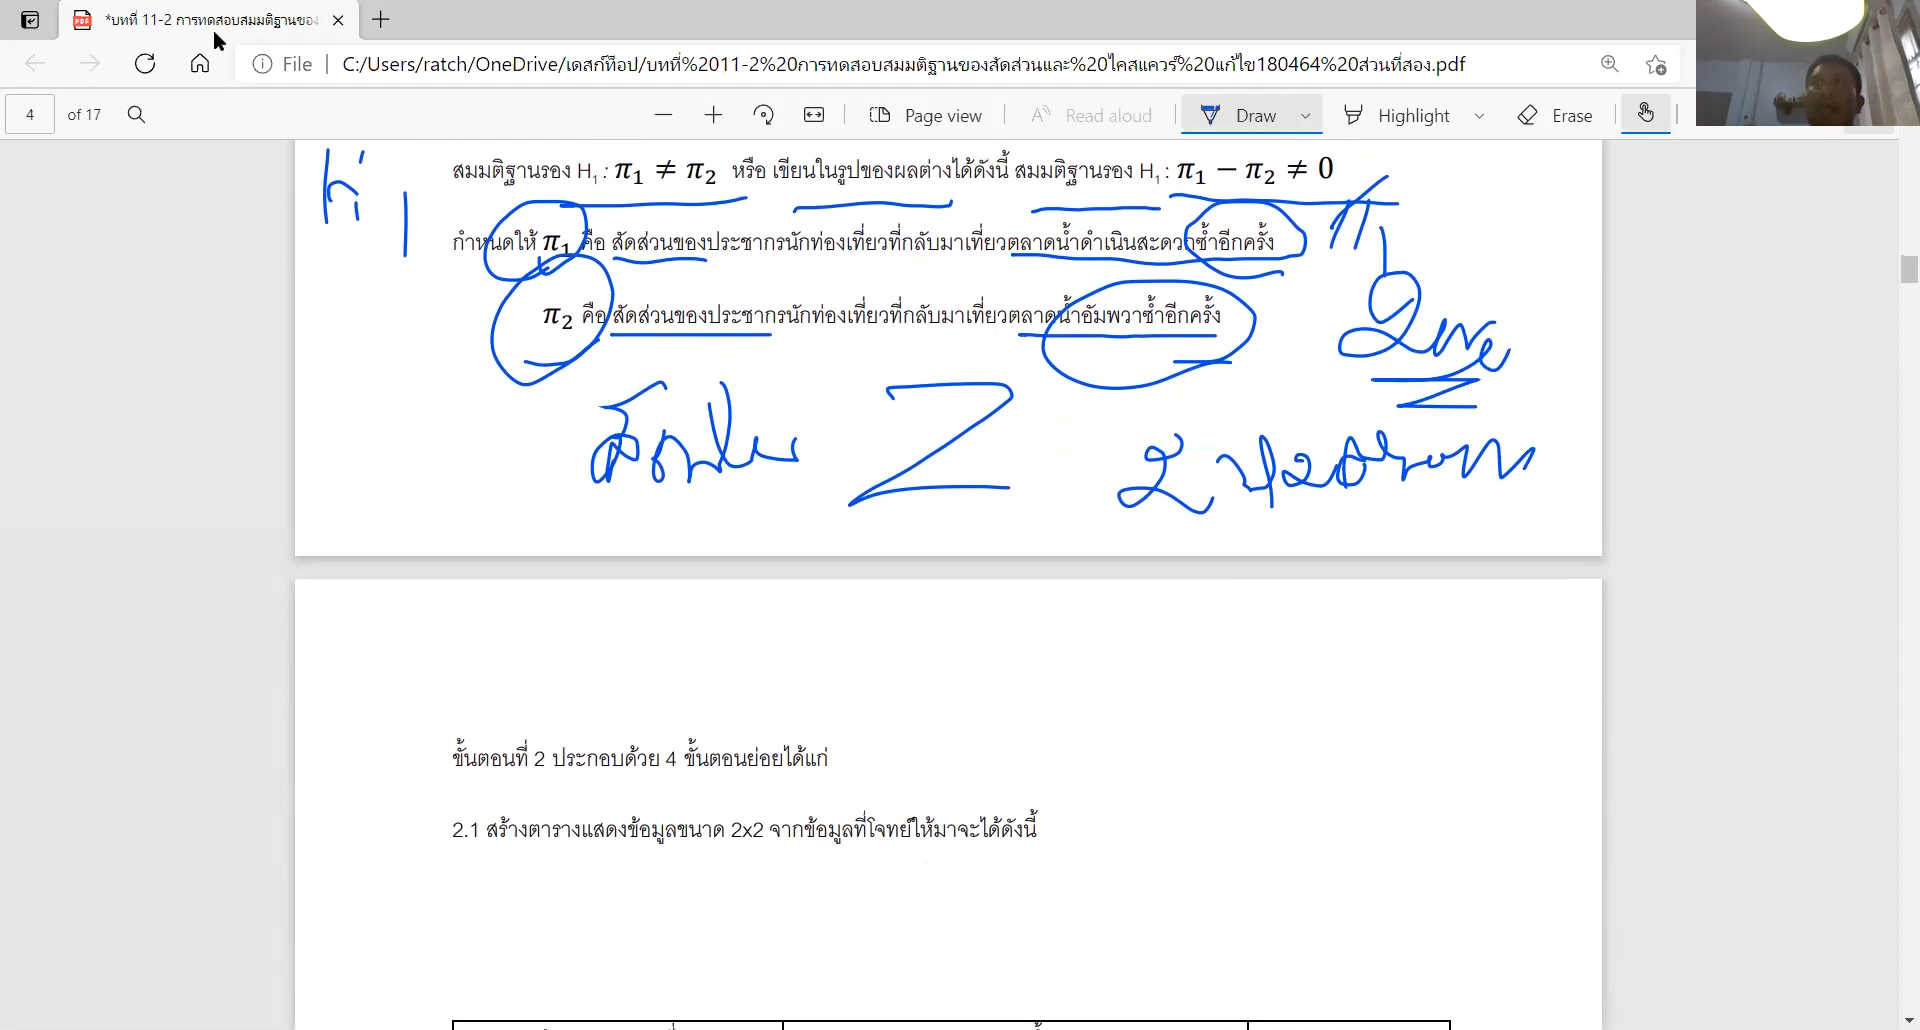 *บทที่ 11-2 การทดสอบสมมติฐานของ
File
C:/Users/ratch/OneDrive/เดสก์ท็อป/บทที่%2011-2%20การทดสอบสมมติฐานของสัดส่วนและ%20ไคสแควร์%20แก้ไข180464%20ส่วนที่สอง.pdf
4 of 17 Page view Read aloud Draw Highlight Erase
สมมติฐานรอง H₁ : π₁ ≠ π₂ หรือ เขียนในรูปของผลต่างได้ดังนี้ สมมติฐานรอง H₁ : π₁ − π₂ ≠ 0
กำหนดให้ π₁ คือ สัดส่วนของประชากรนักท่องเที่ยวที่กลับมาเที่ยวตลาดน้ำดำเนินสะดวกซ้ำอีกครั้ง
π₂ คือ สัดส่วนของประชากรนักท่องเที่ยวที่กลับมาเที่ยวตลาดน้ำอัมพวาซ้ำอีกครั้ง
Z
ขั้นตอนที่ 2 ประกอบด้วย 4 ขั้นตอนย่อยได้แก่
2.1 สร้างตารางแสดงข้อมูลขนาด 2x2 จากข้อมูลที่โจทย์ให้มาจะได้ดังนี้